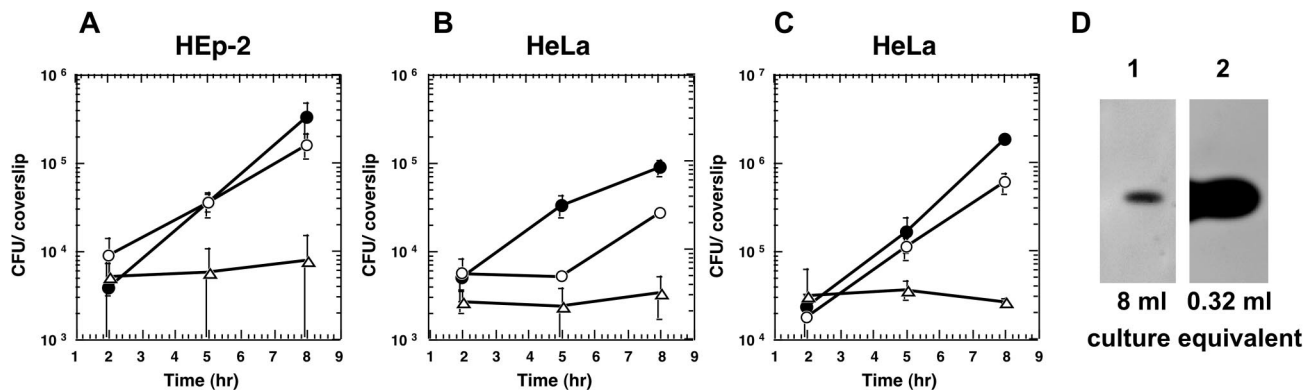 A
HEp-2
CFU/ coverslip
10^6
10^5
10^4
10^3
1 2 3 4 5 6 7 8 9
Time (hr)
B
HeLa
CFU/ coverslip
10^6
10^5
10^4
10^3
1 2 3 4 5 6 7 8 9
Time (hr)
C
HeLa
CFU/ coverslip
10^7
10^6
10^5
10^4
1 2 3 4 5 6 7 8 9
Time (hr)
D
1 2
8 ml 0.32 ml
culture equivalent